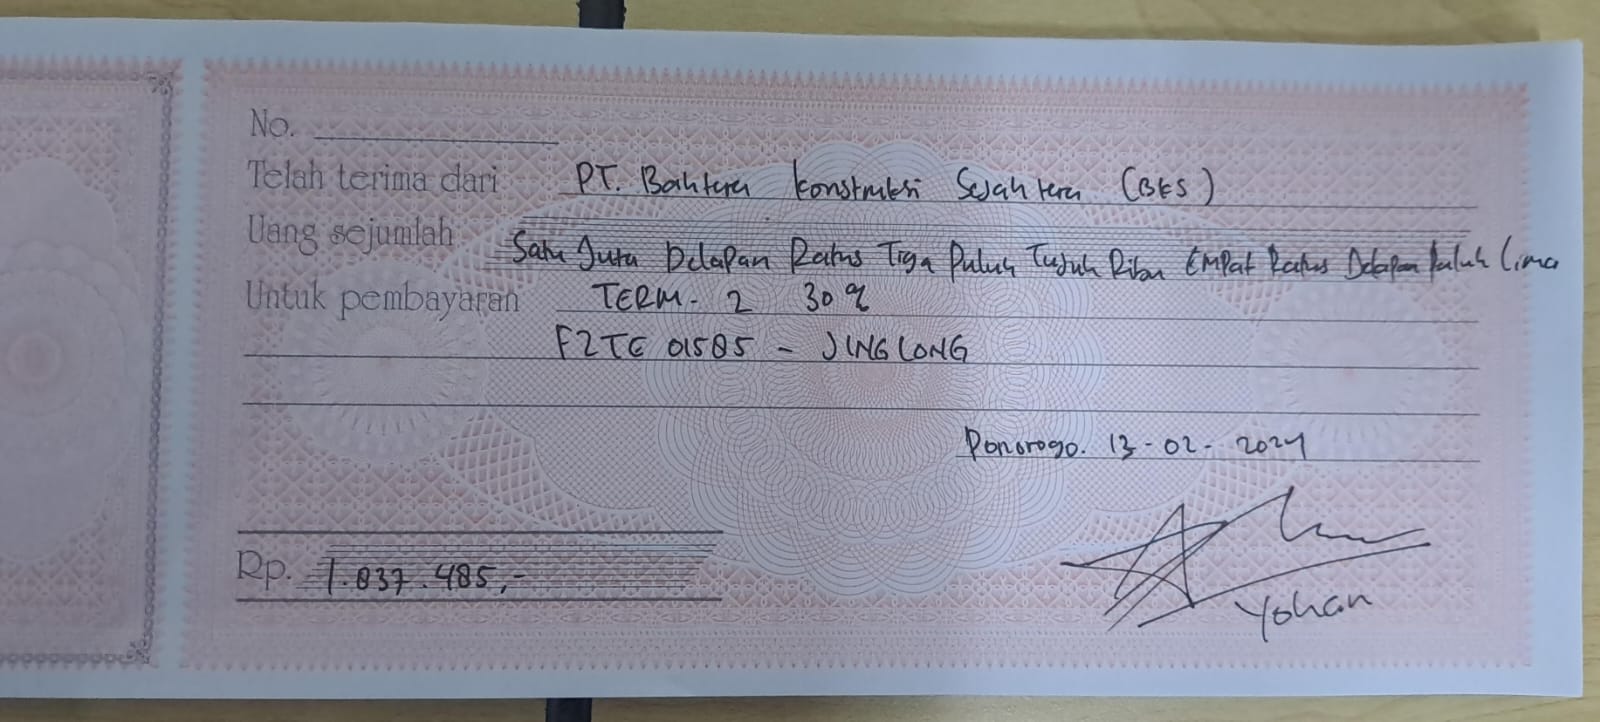 No.
Telah terima dari PT. Bahtera Konstruksi Sejahtera (BKS)
Uang sejumlah Satu Juta Delapan Ratus Tiga Puluh Tujuh Ribu Empat Ratus Delapan Puluh Lima
Untuk pembayaran TERM - 2 30%
F2TE 01585 - JINGLONG
Ponorogo. 13 - 02 - 2024
Rp. 1.837.485,-
Yohan